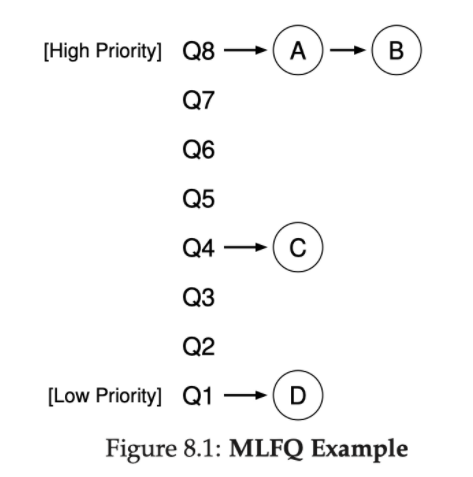 [High Priority] Q8 A B
Q7
Q6
Q5
Q4 C
Q3
Q2
[Low Priority] Q1 D
Figure 8.1: MLFQ Example